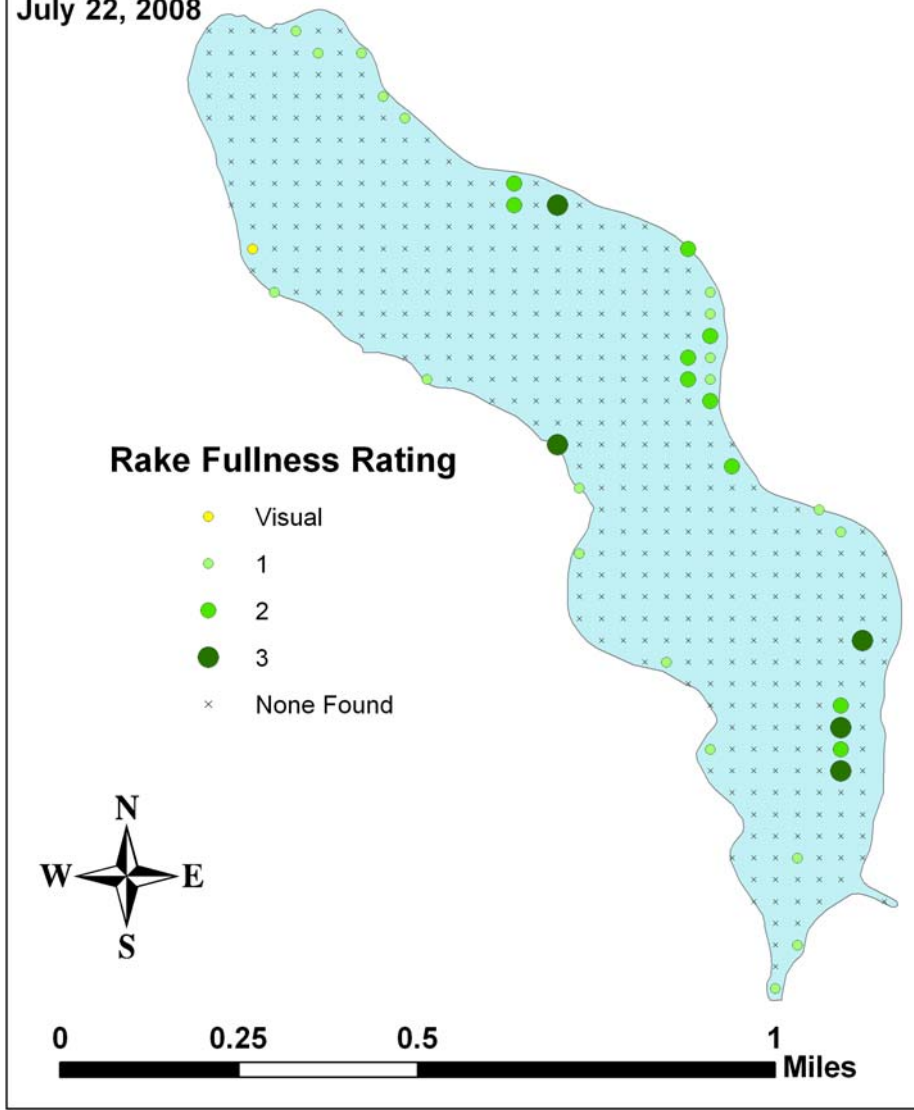 July 22, 2008
Rake Fullness Rating
Visual
1
2
3
None Found
N
W E
S
0 0.25 0.5 1
Miles